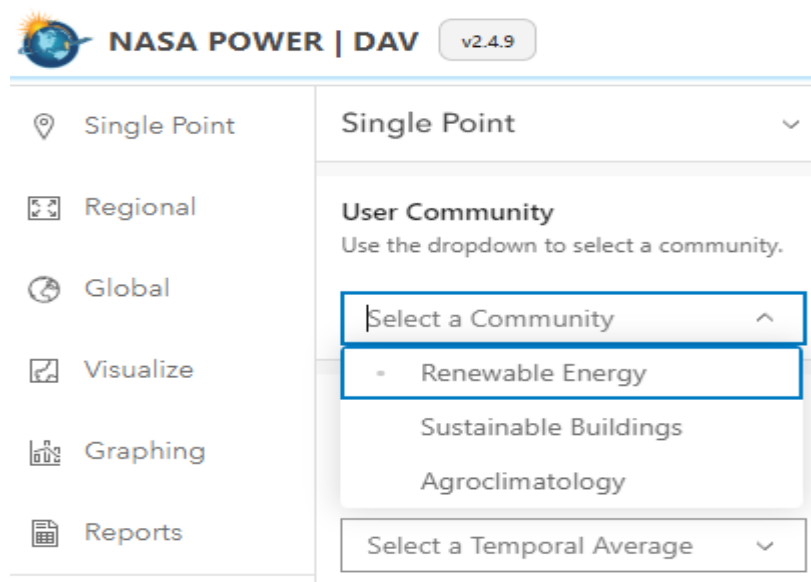 NASA POWER | DAV v2.4.9
Single Point
Regional
Global
Visualize
Graphing
Reports
Single Point
User Community
Use the dropdown to select a community.
Select a Community
Renewable Energy
Sustainable Buildings
Agroclimatology
Select a Temporal Average